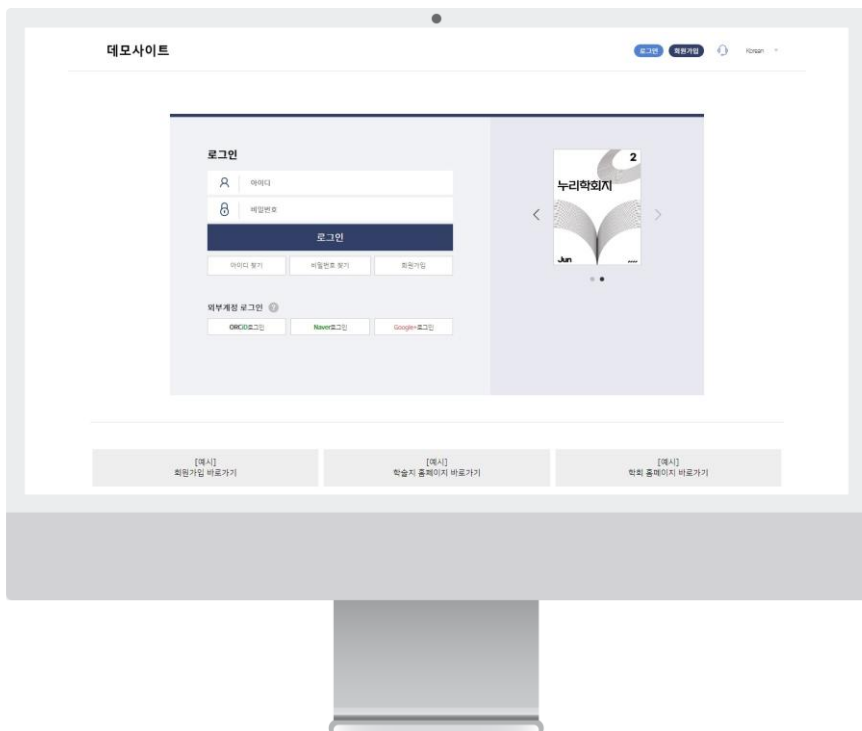 데모사이트
로그인 회원가입 Korean
로그인
아이디
비밀번호
로그인
아이디 찾기 비밀번호 찾기 회원가입
외부계정 로그인 ?
ORCiD로그인 Naver로그인 Google+로그인
2
누리학회지
Jun
[예시]
회원가입 바로가기
[예시]
학술지 홈페이지 바로가기
[예시]
학회 홈페이지 바로가기